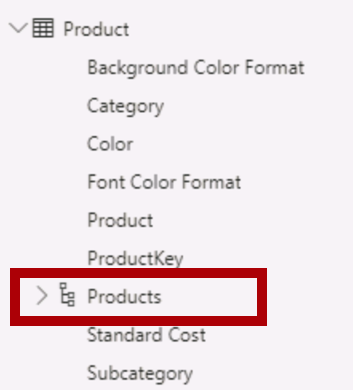 Product
Background Color Format
Category
Color
Font Color Format
Product
ProductKey
Products
Standard Cost
Subcategory